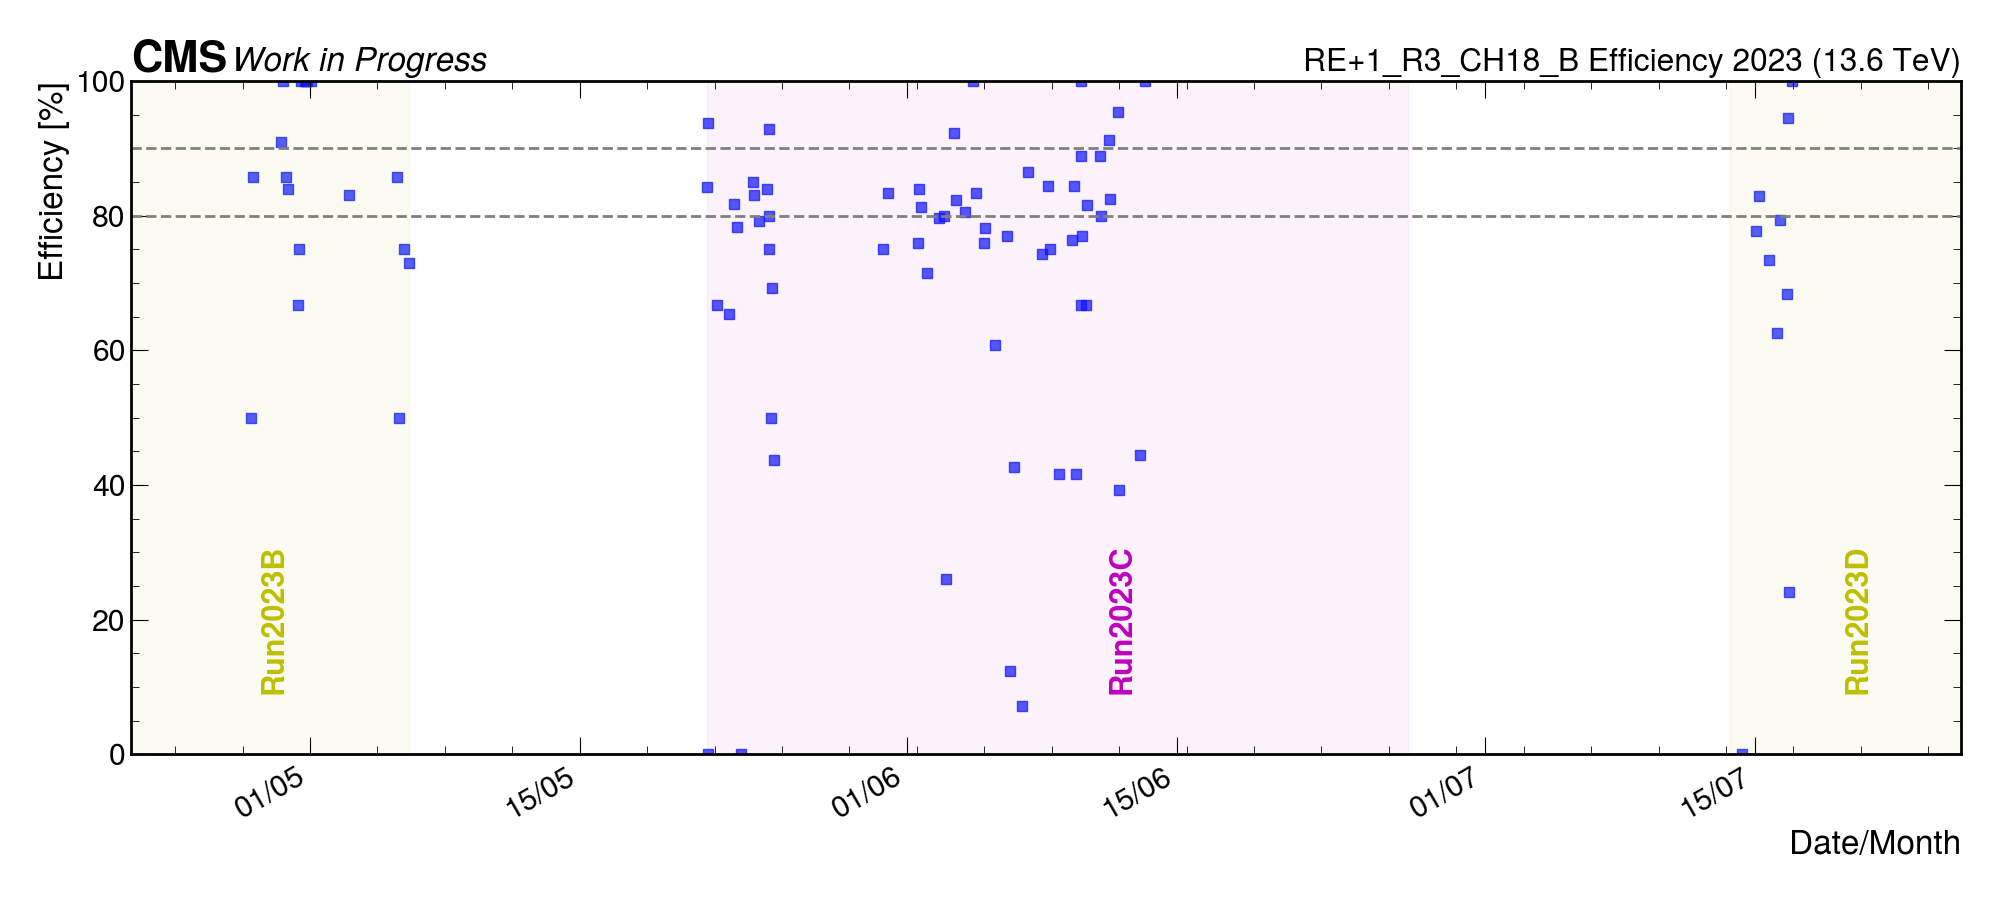 CMS Work in Progress
RE+1_R3_CH18_B Efficiency 2023 (13.6 TeV)
Efficiency [%]
100
80
60
40
20
0
Run2023B
Run2023C
Run2023D
01/05
15/05
01/06
15/06
01/07
15/07
Date/Month